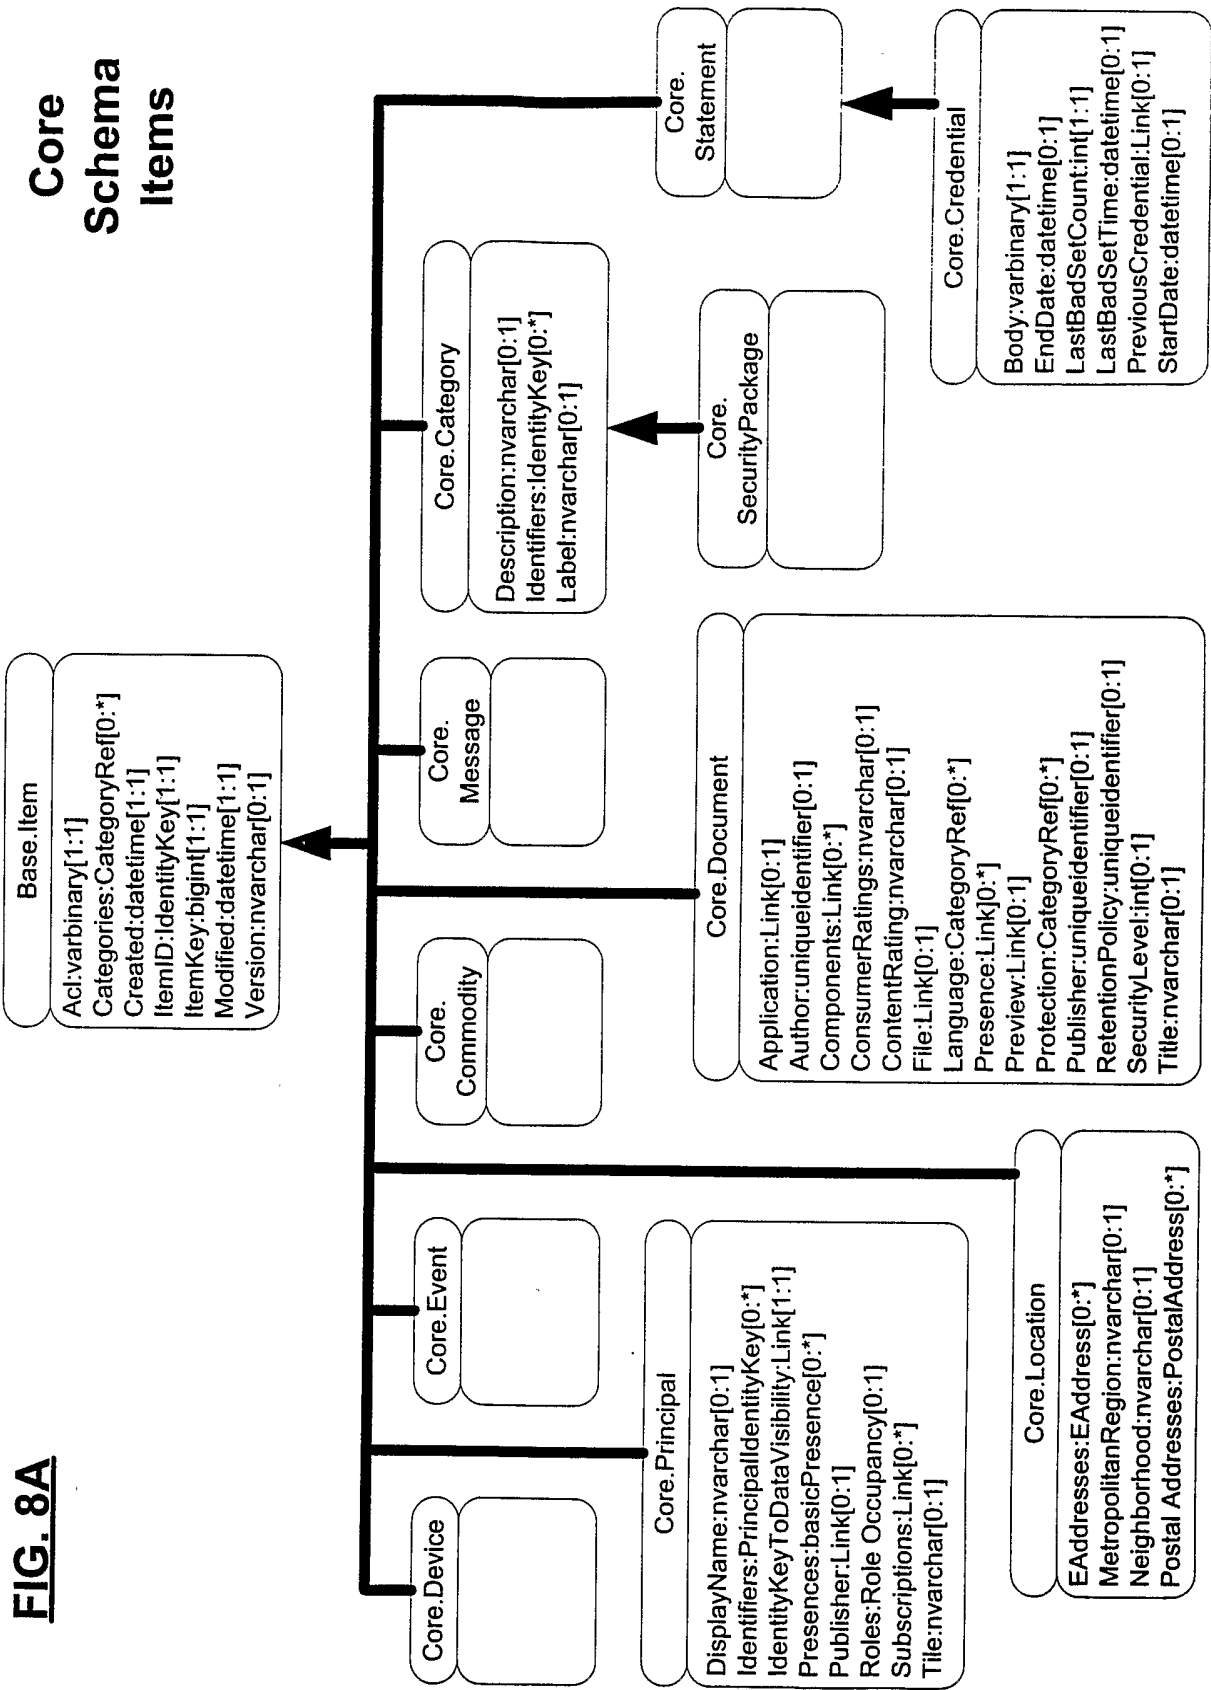 FIG. 8A
Core
Schema
Items
Base.Item
Acl:varbinary[1:1]
Categories:CategoryRef[0:*]
Created:datetime[1:1]
ItemID:IdentityKey[1:1]
ItemKey:bigint[1:1]
Modified:datetime[1:1]
Version:nvarchar[0:1]
Core.Device
Core.Event
Core.
Commodity
Core.
Message
Core.Category
Description:nvarchar[0:1]
Identifiers:IdentityKey[0:*]
Label:nvarchar[0:1]
Core.
Statement
Core.Principal
DisplayName:nvarchar[0:1]
Identifiers:PrincipalIdentityKey[0:*]
IdentityKeyToDataVisibility:Link[1:1]
Presences:basicPresence[0:*]
Publisher:Link[0:1]
Roles:Role Occupancy[0:1]
Subscriptions:Link[0:*]
Tile:nvarchar[0:1]
Core.Document
Application:Link[0:1]
Author:uniqueidentifier[0:1]
Components:Link[0:*]
ConsumerRatings:nvarchar[0:1]
ContentRating:nvarchar[0:1]
File:Link[0:1]
Language:CategoryRef[0:*]
Presence:Link]0:*]
Preview:Link[0:1]
Protection:CategoryRef[0:*]
Publisher:uniqueidentifier[0:1]
RetentionPolicy:uniqueidentifier[0:1]
SecurityLevel:int[0:1]
Title:nvarchar[0:1]
Core.
SecurityPackage
Core.Location
EAddresses:EAddress[0:*]
MetropolitanRegion:nvarchar[0:1]
Neighborhood:nvarchar[0:1]
Postal Addresses:PostalAddress[0:*]
Core.Credential
Body:varbinary[1:1]
EndDate:datetime[0:1]
LastBadSetCount:int[1:1]
LastBadSetTime:datetime[0:1]
PreviousCredential:Link[0:1]
StartDate:datetime[0:1]